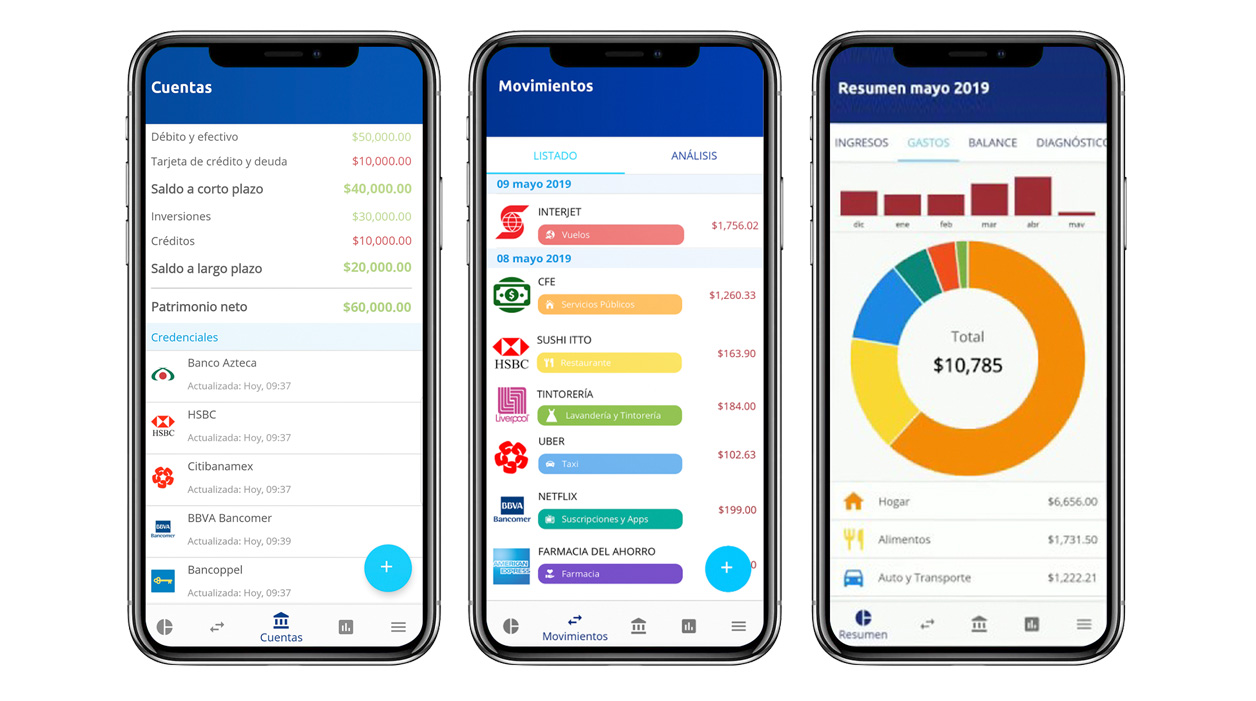 Cuentas
Débito y efectivo $50,000.00
Tarjeta de crédito y deuda $10,000.00
Saldo a corto plazo $40,000.00
Inversiones $30,000.00
Créditos $10,000.00
Saldo a largo plazo $20,000.00
Patrimonio neto $60,000.00
Credenciales
Banco Azteca
Actualizada: Hoy, 09:37
HSBC
HSBC
Actualizada: Hoy, 09:37
Citibanamex
Actualizada: Hoy, 09:37
BBVA Bancomer
BBVA
Bancomer
Actualizada: Hoy, 09:39
Bancoppel
Actualizada: Hoy, 09:37
+
Cuentas
Movimientos
LISTADO ANÁLISIS
09 mayo 2019
INTERJET
Vuelos
$1,756.02
08 mayo 2019
CFE
Servicios Públicos
$1,260.33
SUSHI ITTO
HSBC
Restaurante
$163.90
TINTORERÍA
Liverpool
Lavandería y Tintorería
$184.00
UBER
Taxi
$102.63
NETFLIX
BBVA
Bancomer
Suscripciones y Apps
$199.00
FARMACIA DEL AHORRO
AMERICAN
EXPRESS
Farmacia
+
0
Movimientos
Resumen mayo 2019
INGRESOS GASTOS BALANCE DIAGNÓSTICO
dic ene feb mar abr may
Total
$10,785
Hogar $6,656.00
Alimentos $1,731.50
Auto y Transporte $1,222.21
Resumen